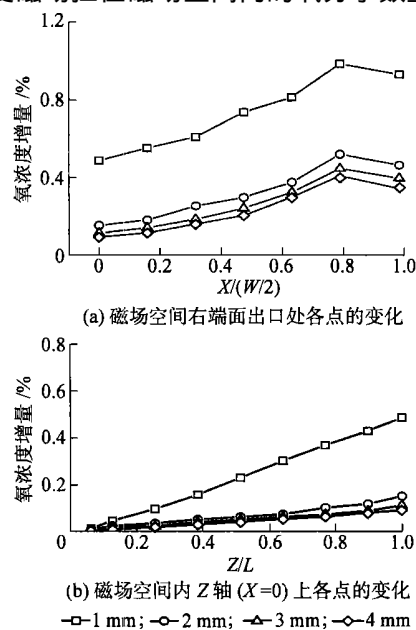 1.2
0.8
0.4
0
氧浓度增量/%
0 0.2 0.4 0.6 0.8 1.0
X/(W/2)
(a) 磁场空间右端面出口处各点的变化
0.6
0.4
0.2
氧浓度增量/%
0 0.2 0.4 0.6 0.8 1.0
Z/L
(b) 磁场空间内 Z 轴 (X=0) 上各点的变化
1 mm; 2 mm; 3 mm; 4 mm